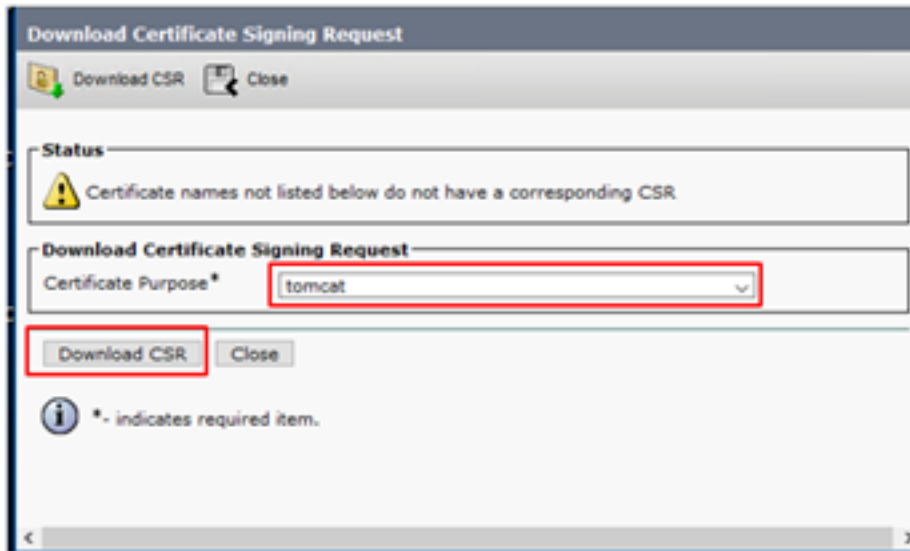 Download Certificate Signing Request
Download CSR Close
Status
Certificate names not listed below do not have a corresponding CSR
Download Certificate Signing Request
Certificate Purpose* tomcat
Download CSR Close
*- indicates required item.